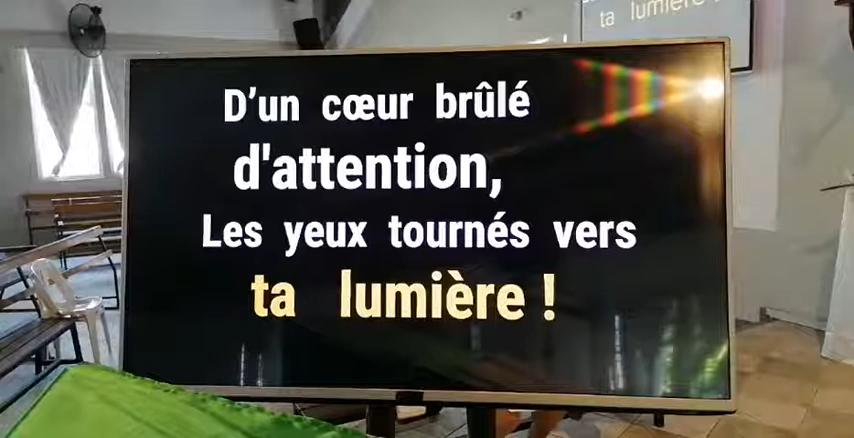 ta lumière
D'un cœur brûlé
d'attention,
Les yeux tournés vers
ta lumière !